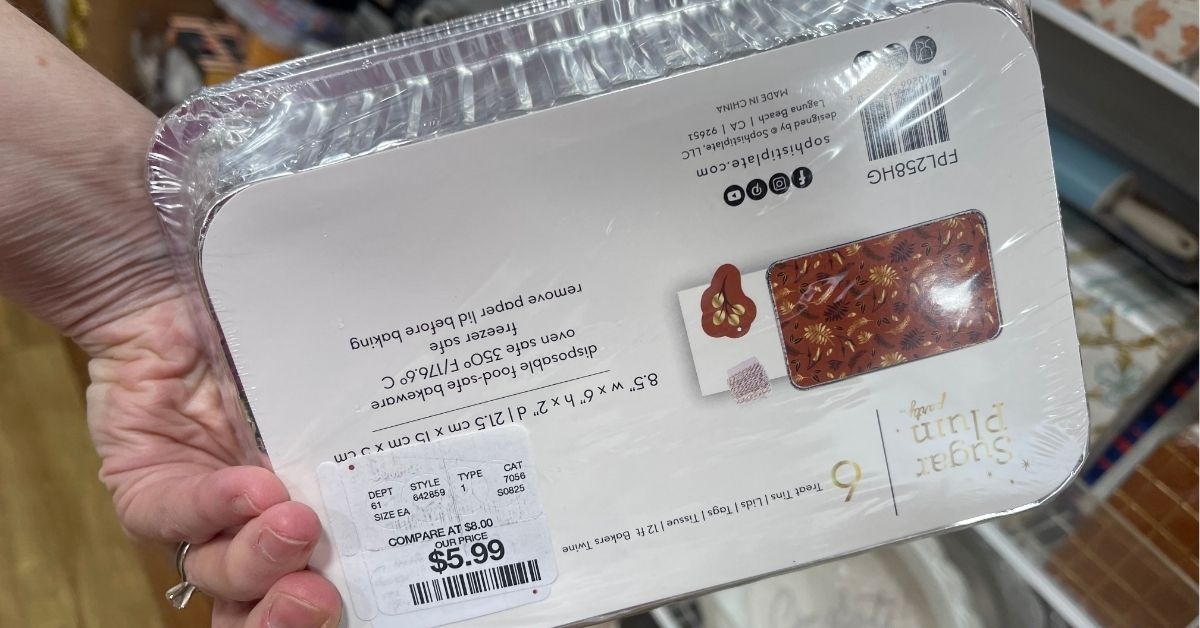 Sugar
Plum
party™
6
Treat Tins | Lids | Tags | Tissue | 12 ft Bakers Twine
8.5" w x 6" h x 2" d | 21.5 cm x 15 cm x 5 cm
disposable food-safe bakeware
oven safe 350º F/176.6º C
freezer safe
remove paper lid before baking
FPL258HG
sophistiplate.com
designed by © Sophistiplate, LLC
Laguna Beach | CA | 92651
MADE IN CHINA
DEPT STYLE TYPE CAT
61 642859 1 7056
SIZE EA S0825
COMPARE AT $8.00
OUR PRICE
$5.99